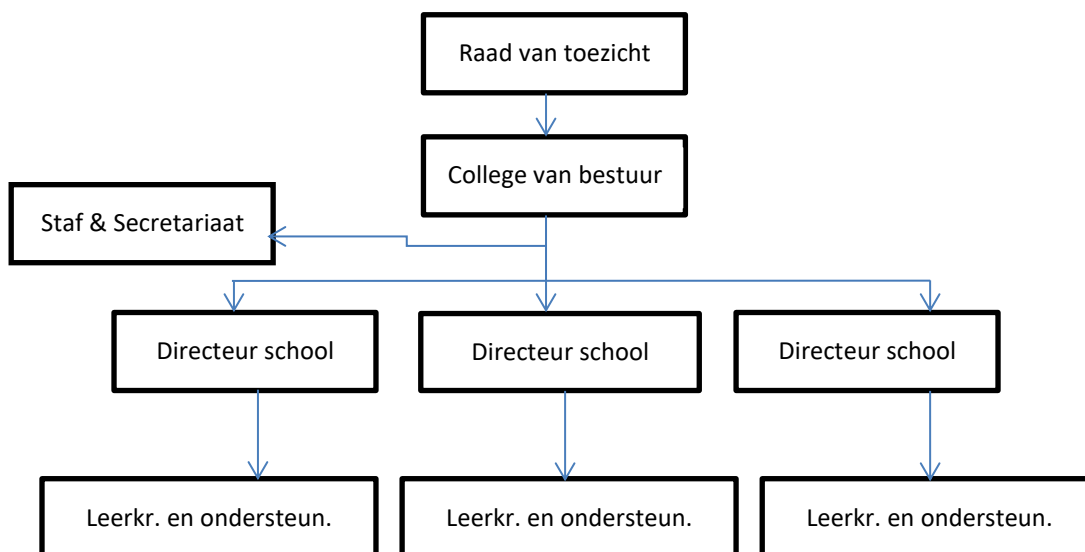 Raad van toezicht
College van bestuur
Staf & Secretariaat
Directeur school
Directeur school
Directeur school
Leerkr. en ondersteun.
Leerkr. en ondersteun.
Leerkr. en ondersteun.